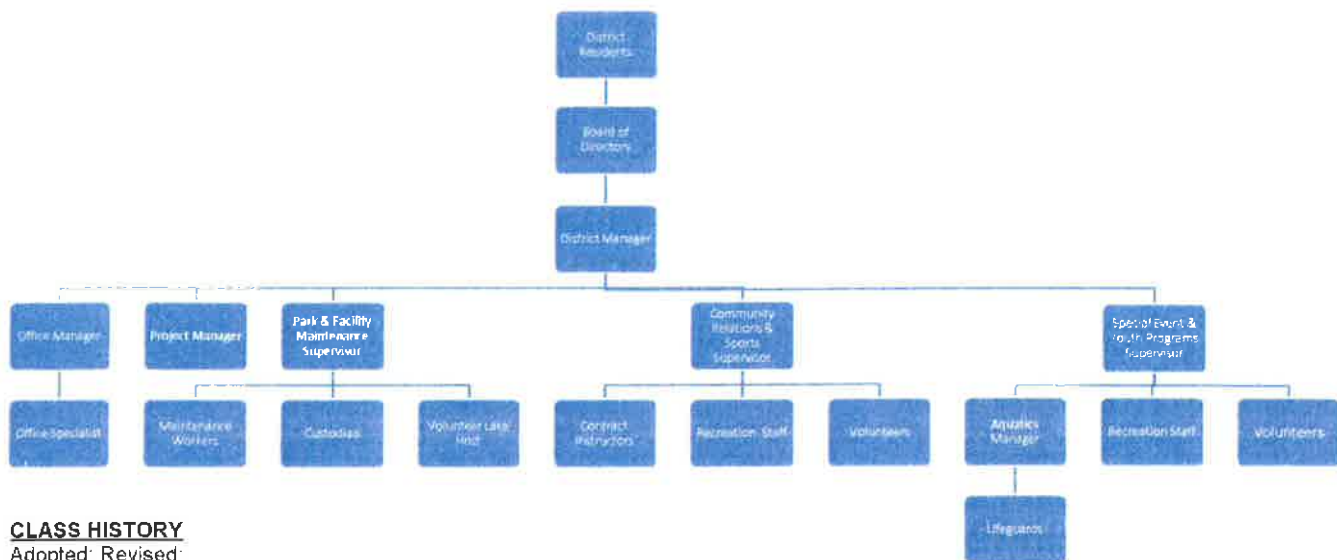 District
Residents
Board of
Directors
District Manager
Office Manager
Project Manager
Park & Facility
Maintenance
Supervisor
Community
Relations &
Sports
Supervisor
Special Event &
Youth Programs
Supervisor
Office Specialist
Maintenance
Workers
Custodian
Volunteer Lake
Host
Contract
Instructors
Recreation Staff
Volunteers
Aquatics
Manager
Recreation Staff
Volunteers
Lifeguards
CLASS HISTORY
Adopted: Revised: